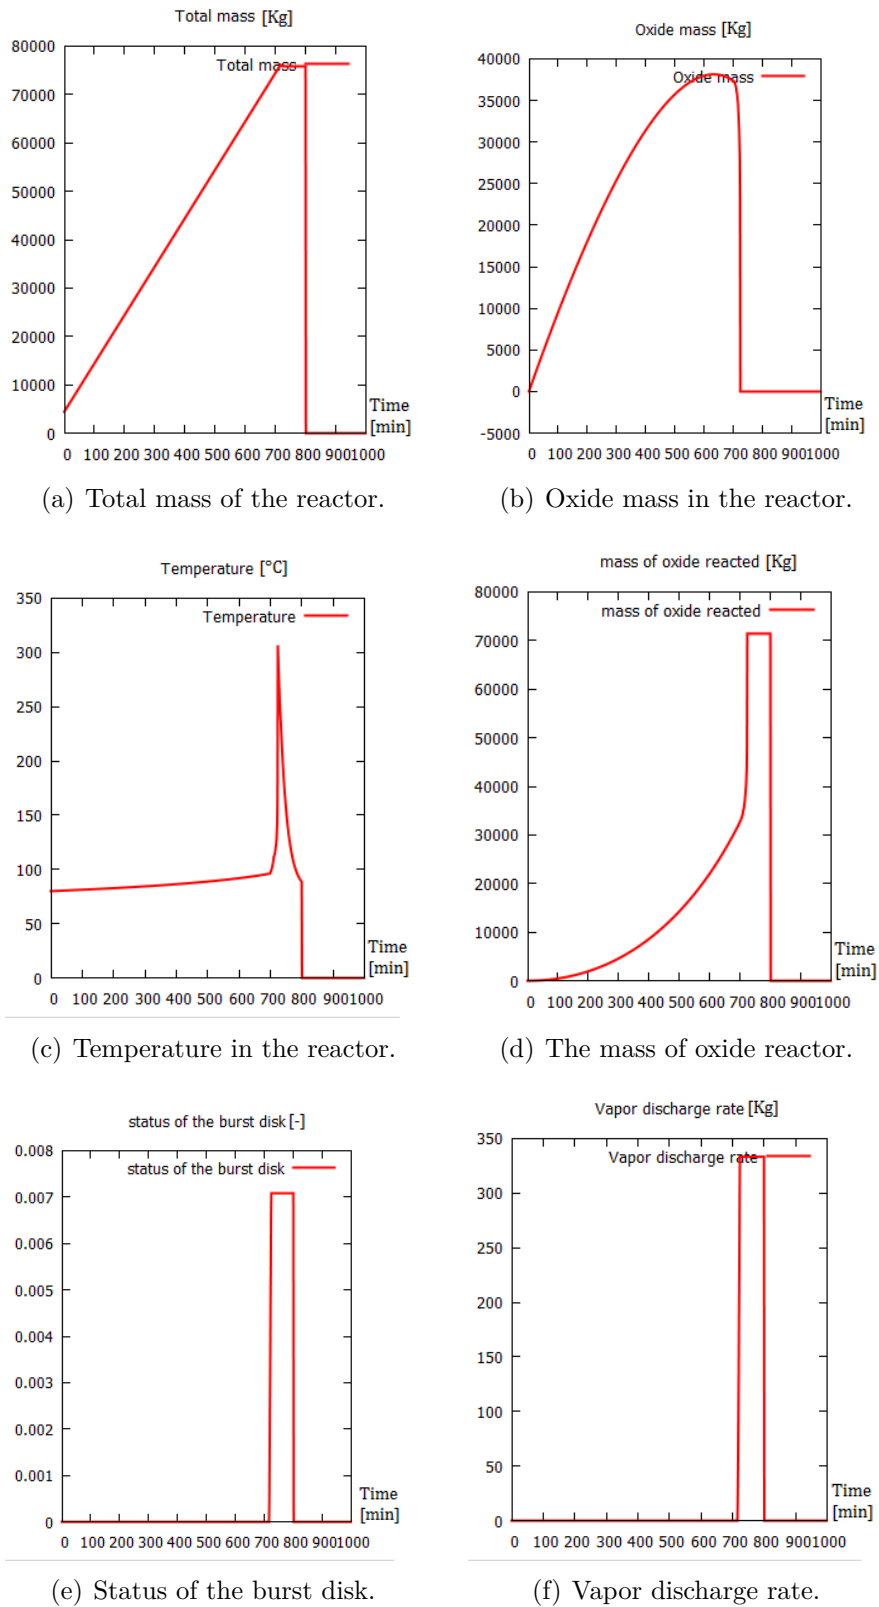 Total mass [Kg]
80000
Total mass
70000
60000
50000
40000
30000
20000
10000
0
Time
[min]
0 100 200 300 400 500 600 700 800 9001000
(a) Total mass of the reactor.
Oxide mass [Kg]
40000
Oxide mass
35000
30000
25000
20000
15000
10000
5000
0
-5000
Time
[min]
0 100 200 300 400 500 600 700 800 9001000
(b) Oxide mass in the reactor.
Temperature [°C]
350
Temperature
300
250
200
150
100
50
0
Time
[min]
0 100 200 300 400 500 600 700 800 9001000
(c) Temperature in the reactor.
mass of oxide reacted [Kg]
80000
mass of oxide reacted
70000
60000
50000
40000
30000
20000
10000
0
Time
[min]
0 100 200 300 400 500 600 700 800 9001000
(d) The mass of oxide reactor.
status of the burst disk [-]
0.008
status of the burst disk
0.007
0.006
0.005
0.004
0.003
0.002
0.001
0
Time
[min]
0 100 200 300 400 500 600 700 800 9001000
(e) Status of the burst disk.
Vapor discharge rate [Kg]
350
Vapor discharge rate
300
250
200
150
100
50
0
Time
[min]
0 100 200 300 400 500 600 700 800 9001000
(f) Vapor discharge rate.